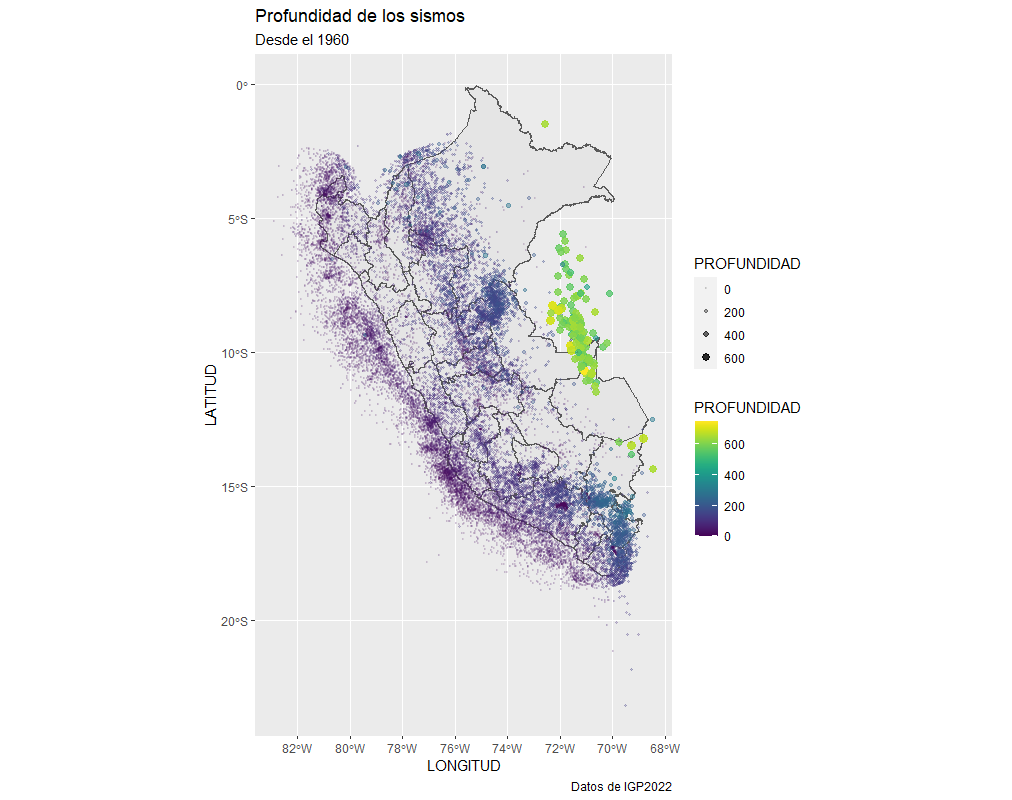 Profundidad de los sismos
Desde el 1960
0°
5°S
10°S
15°S
20°S
LATITUD
82°W
80°W
78°W
76°W
74°W
72°W
70°W
68°W
LONGITUD
PROFUNDIDAD
0
200
400
600
PROFUNDIDAD
600
400
200
0
Datos de IGP2022